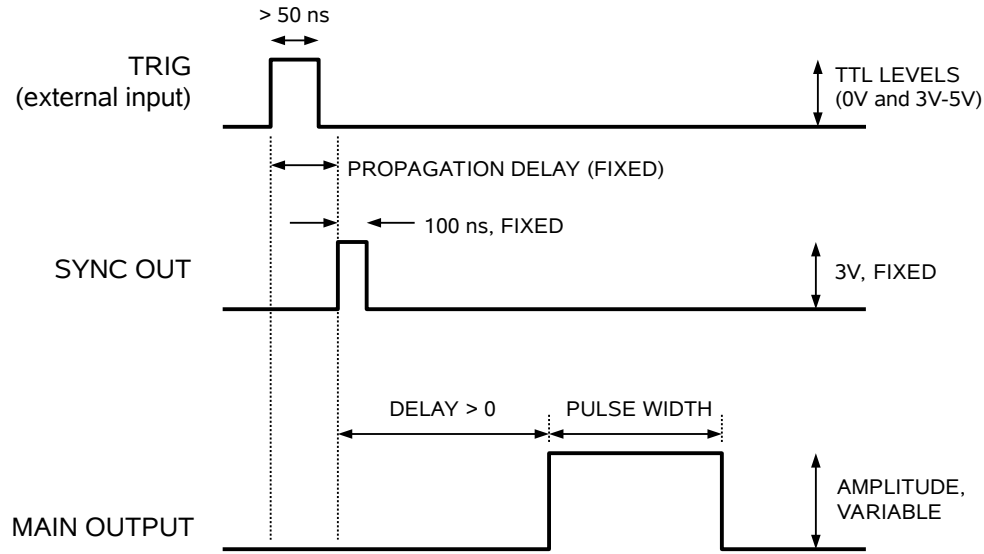 > 50 ns
TRIG
(external input)
TTL LEVELS
(0V and 3V-5V)
PROPAGATION DELAY (FIXED)
100 ns, FIXED
SYNC OUT
3V, FIXED
DELAY > 0
PULSE WIDTH
AMPLITUDE,
VARIABLE
MAIN OUTPUT